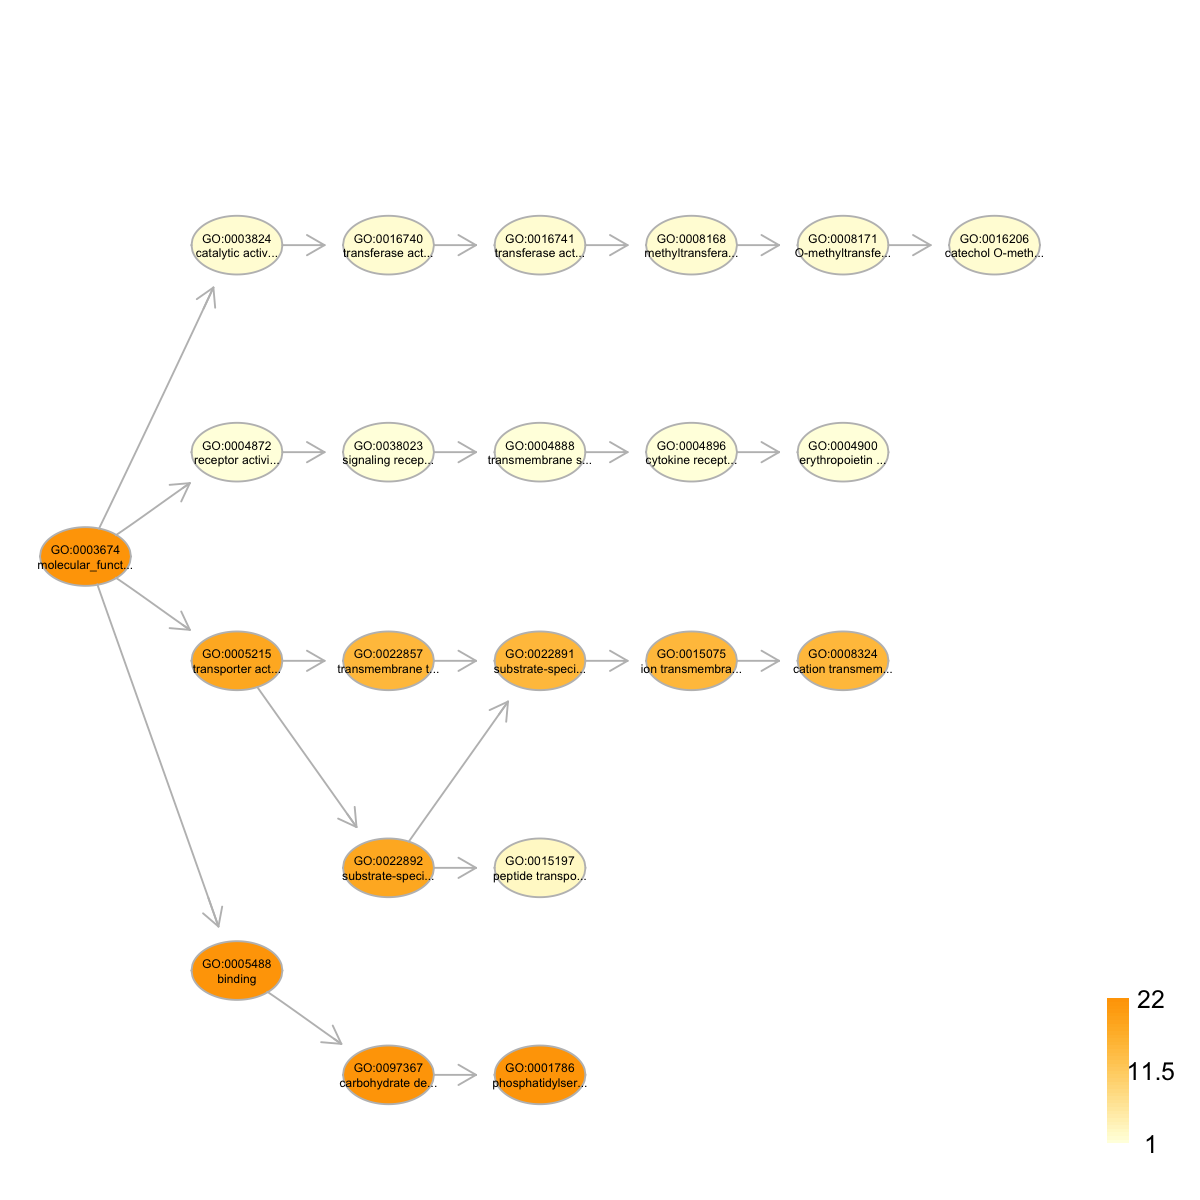 GO:0003824
catalytic activ...
GO:0016740
transferase act...
GO:0016741
transferase act...
GO:0008168
methyltransfera...
GO:0008171
O-methyltransfe...
GO:0016206
catechol O-meth...
GO:0004872
receptor activi...
GO:0038023
signaling recep...
GO:0004888
transmembrane s...
GO:0004896
cytokine recept...
GO:0004900
erythropoietin ...
GO:0003674
molecular_funct...
GO:0005215
transporter act...
GO:0022857
transmembrane t...
GO:0022891
substrate-speci...
GO:0015075
ion transmembra...
GO:0008324
cation transmem...
GO:0022892
substrate-speci...
GO:0015197
peptide transpo...
GO:0005488
binding
GO:0097367
carbohydrate de...
GO:0001786
phosphatidylser...
22
11.5
1